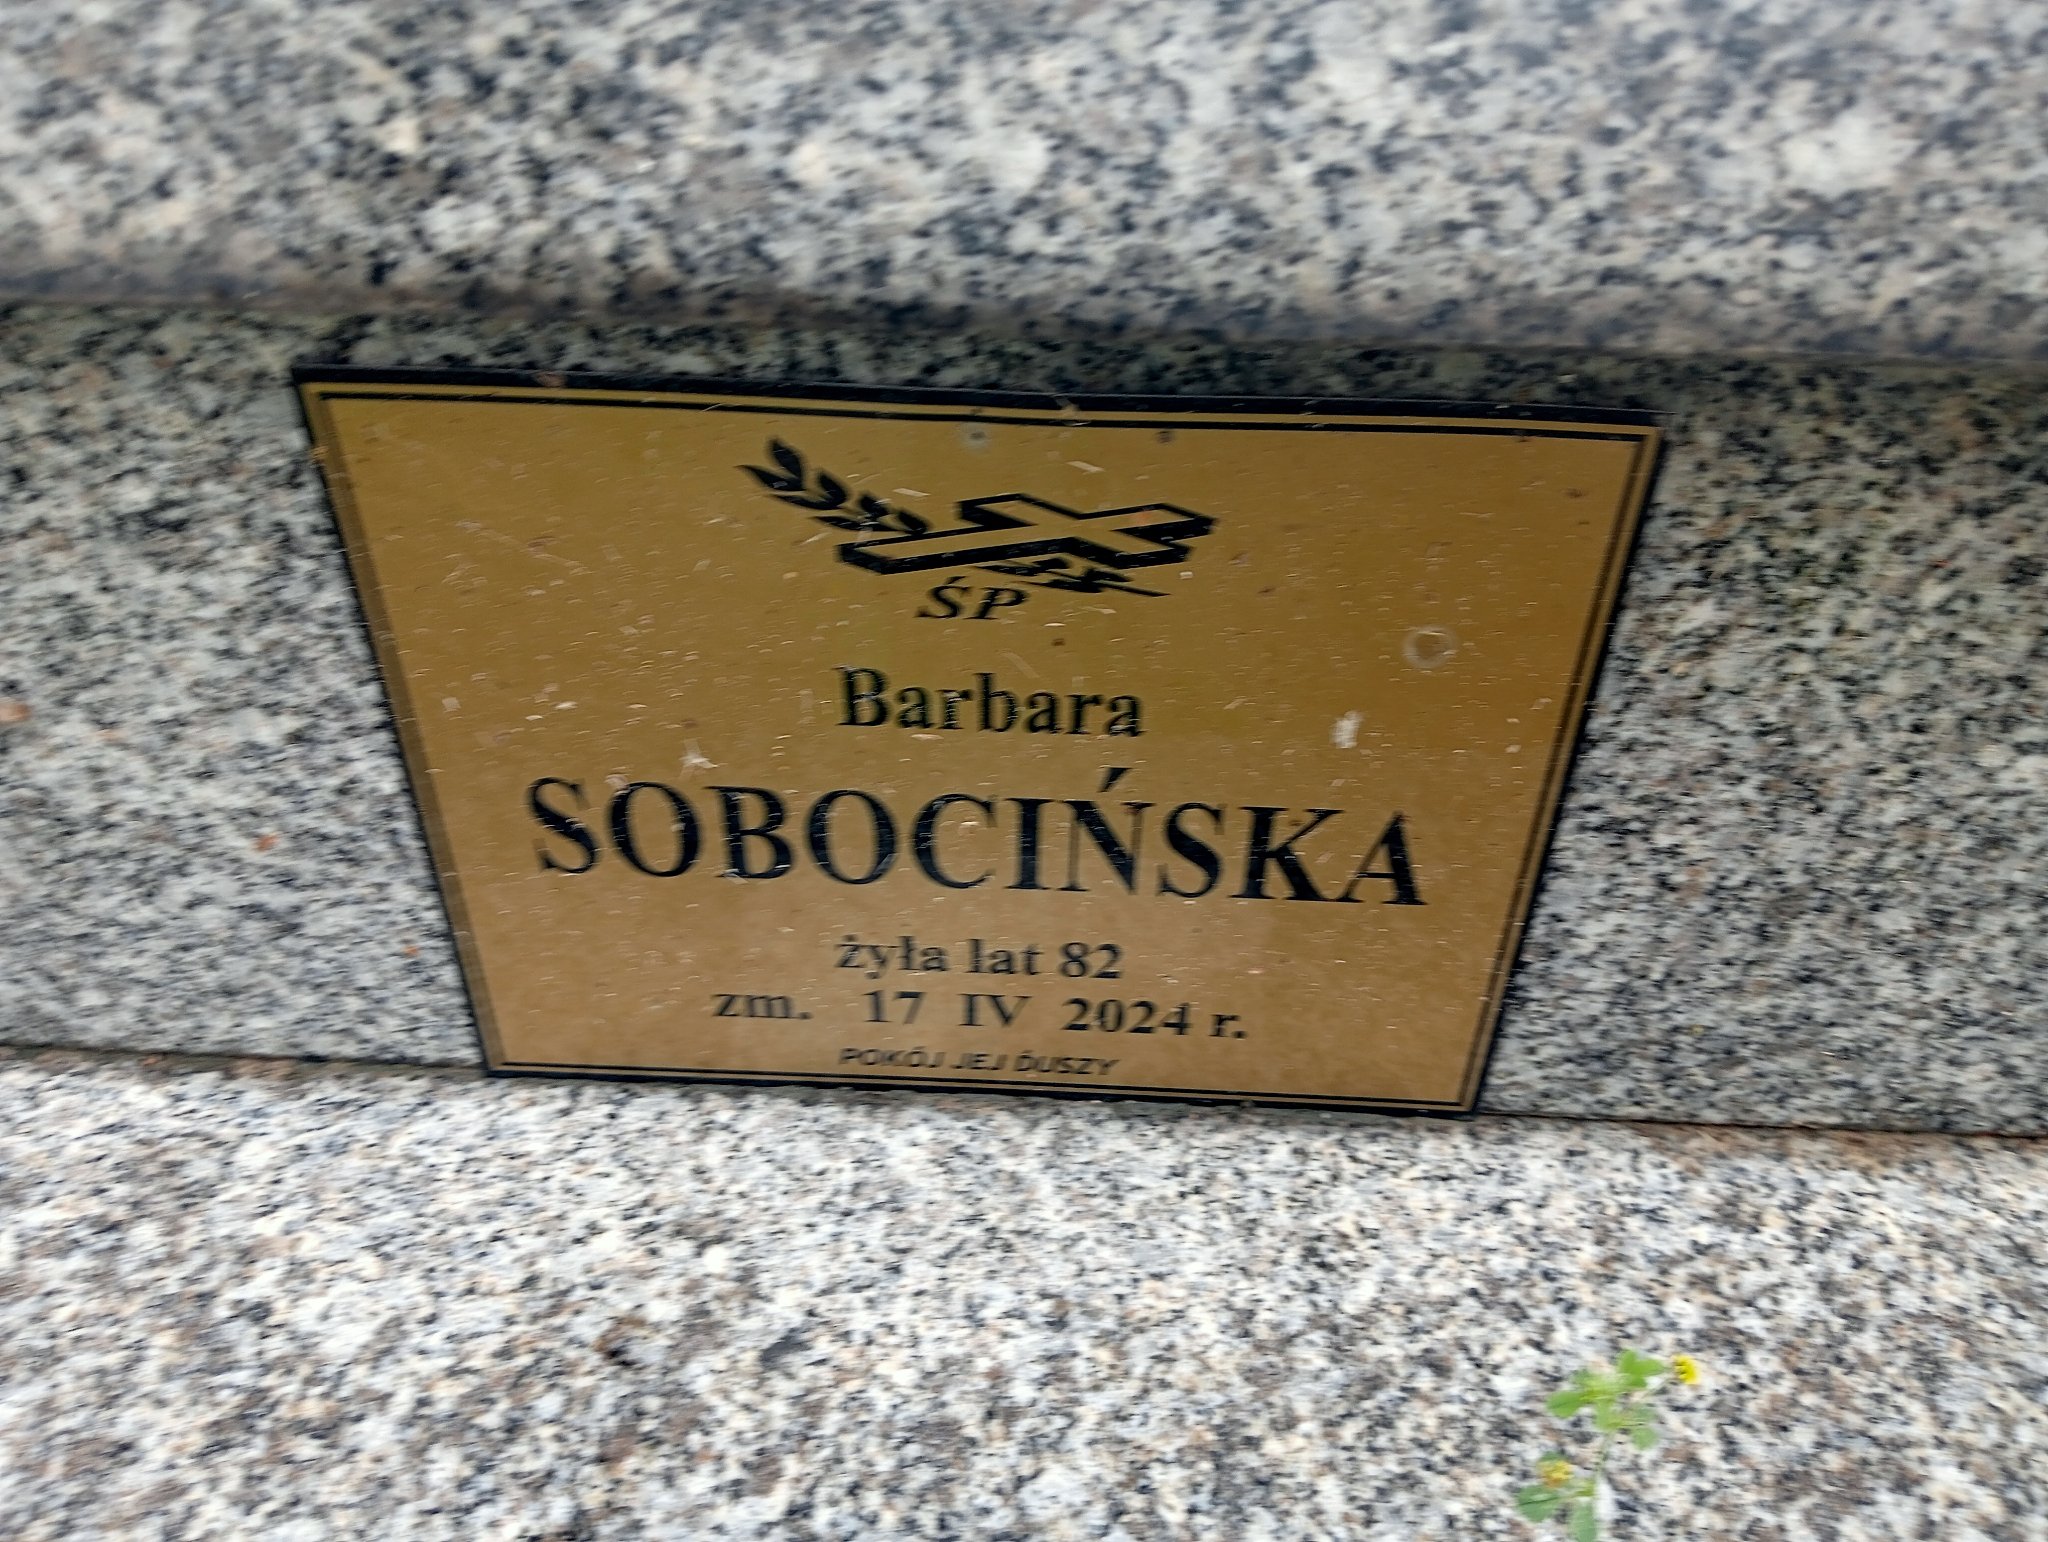 ŚP
Barbara
SOBOCIŃSKA
żyła lat 82
zm. 17 IV 2024 r.
POKÓJ JEJ DUSZY